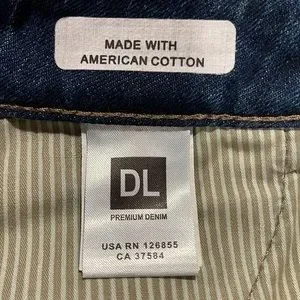 MADE WITH
AMERICAN COTTON
DL
PREMIUM DENIM
USA RN 126855
CA 37584